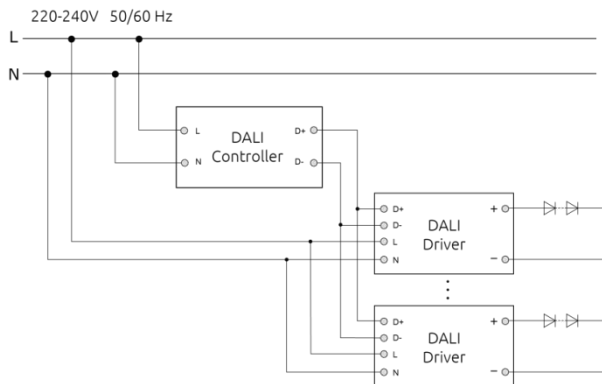 220-240V 50/60 Hz
L
N
L DALI Controller D+
N D-
D+ DALI Driver +
D-
L
N -
D+ DALI Driver +
D-
L
N -